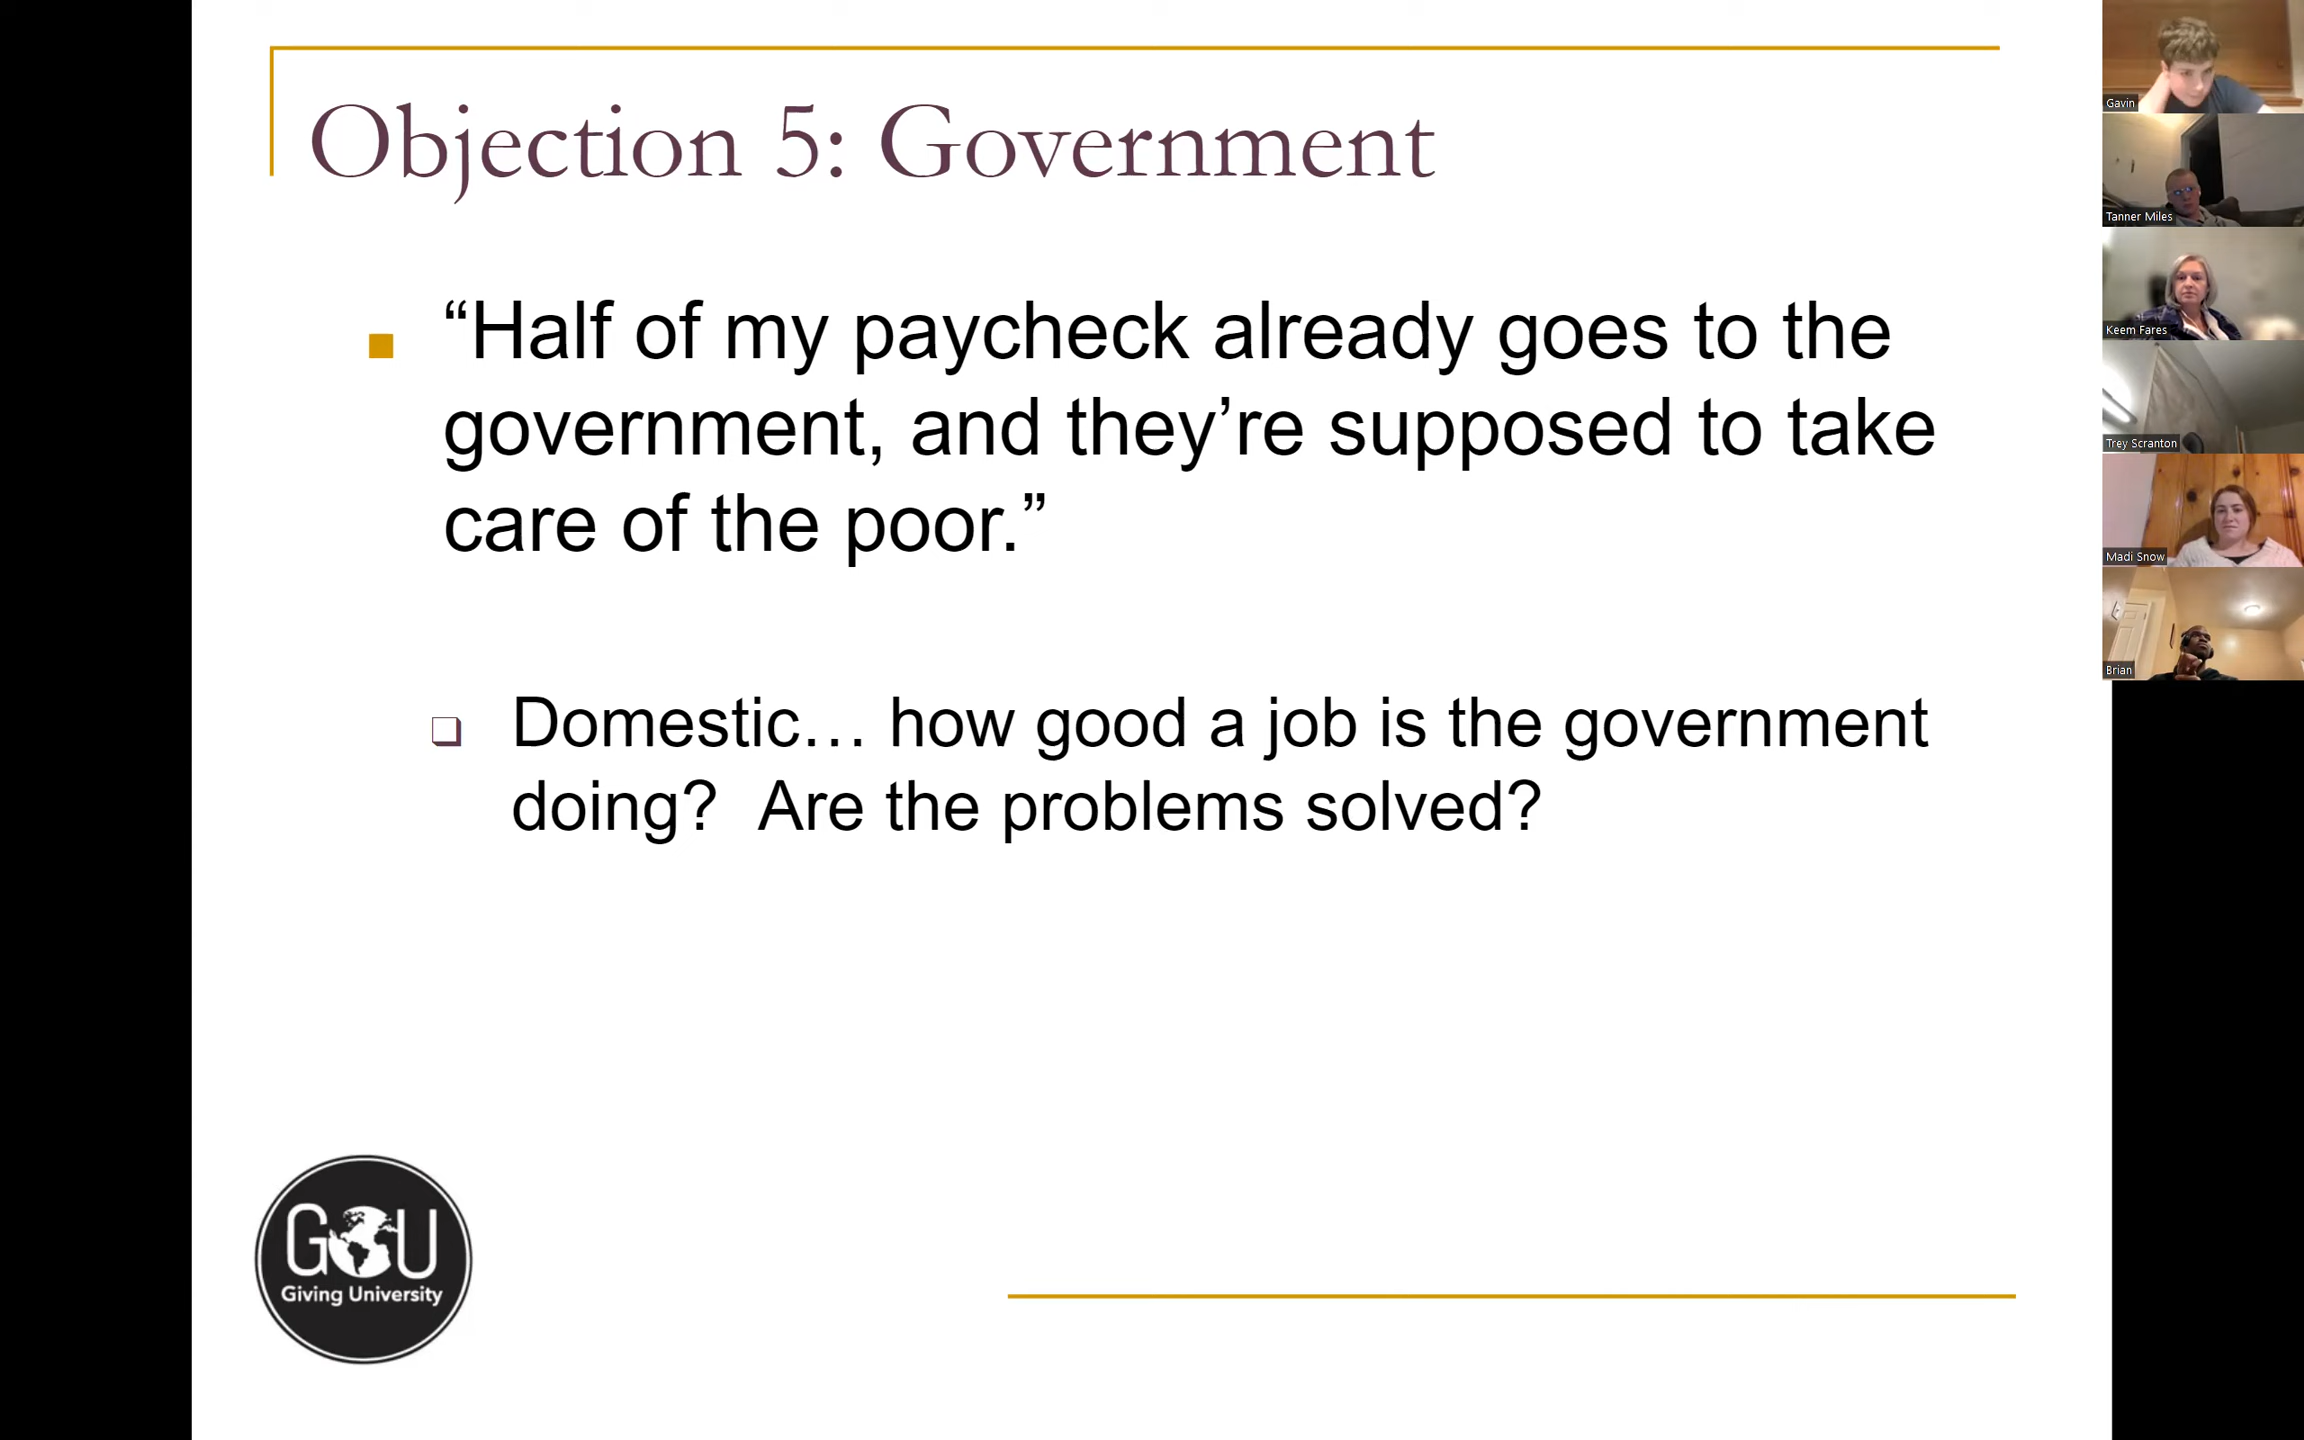 Objection 5: Government
“Half of my paycheck already goes to the
government, and they’re supposed to take
care of the poor.”
Domestic… how good a job is the government
doing?  Are the problems solved?
GU
Giving University
Gavin
Tanner Miles
Keem Fares
Trey Scranton
Madi Snow
Brian